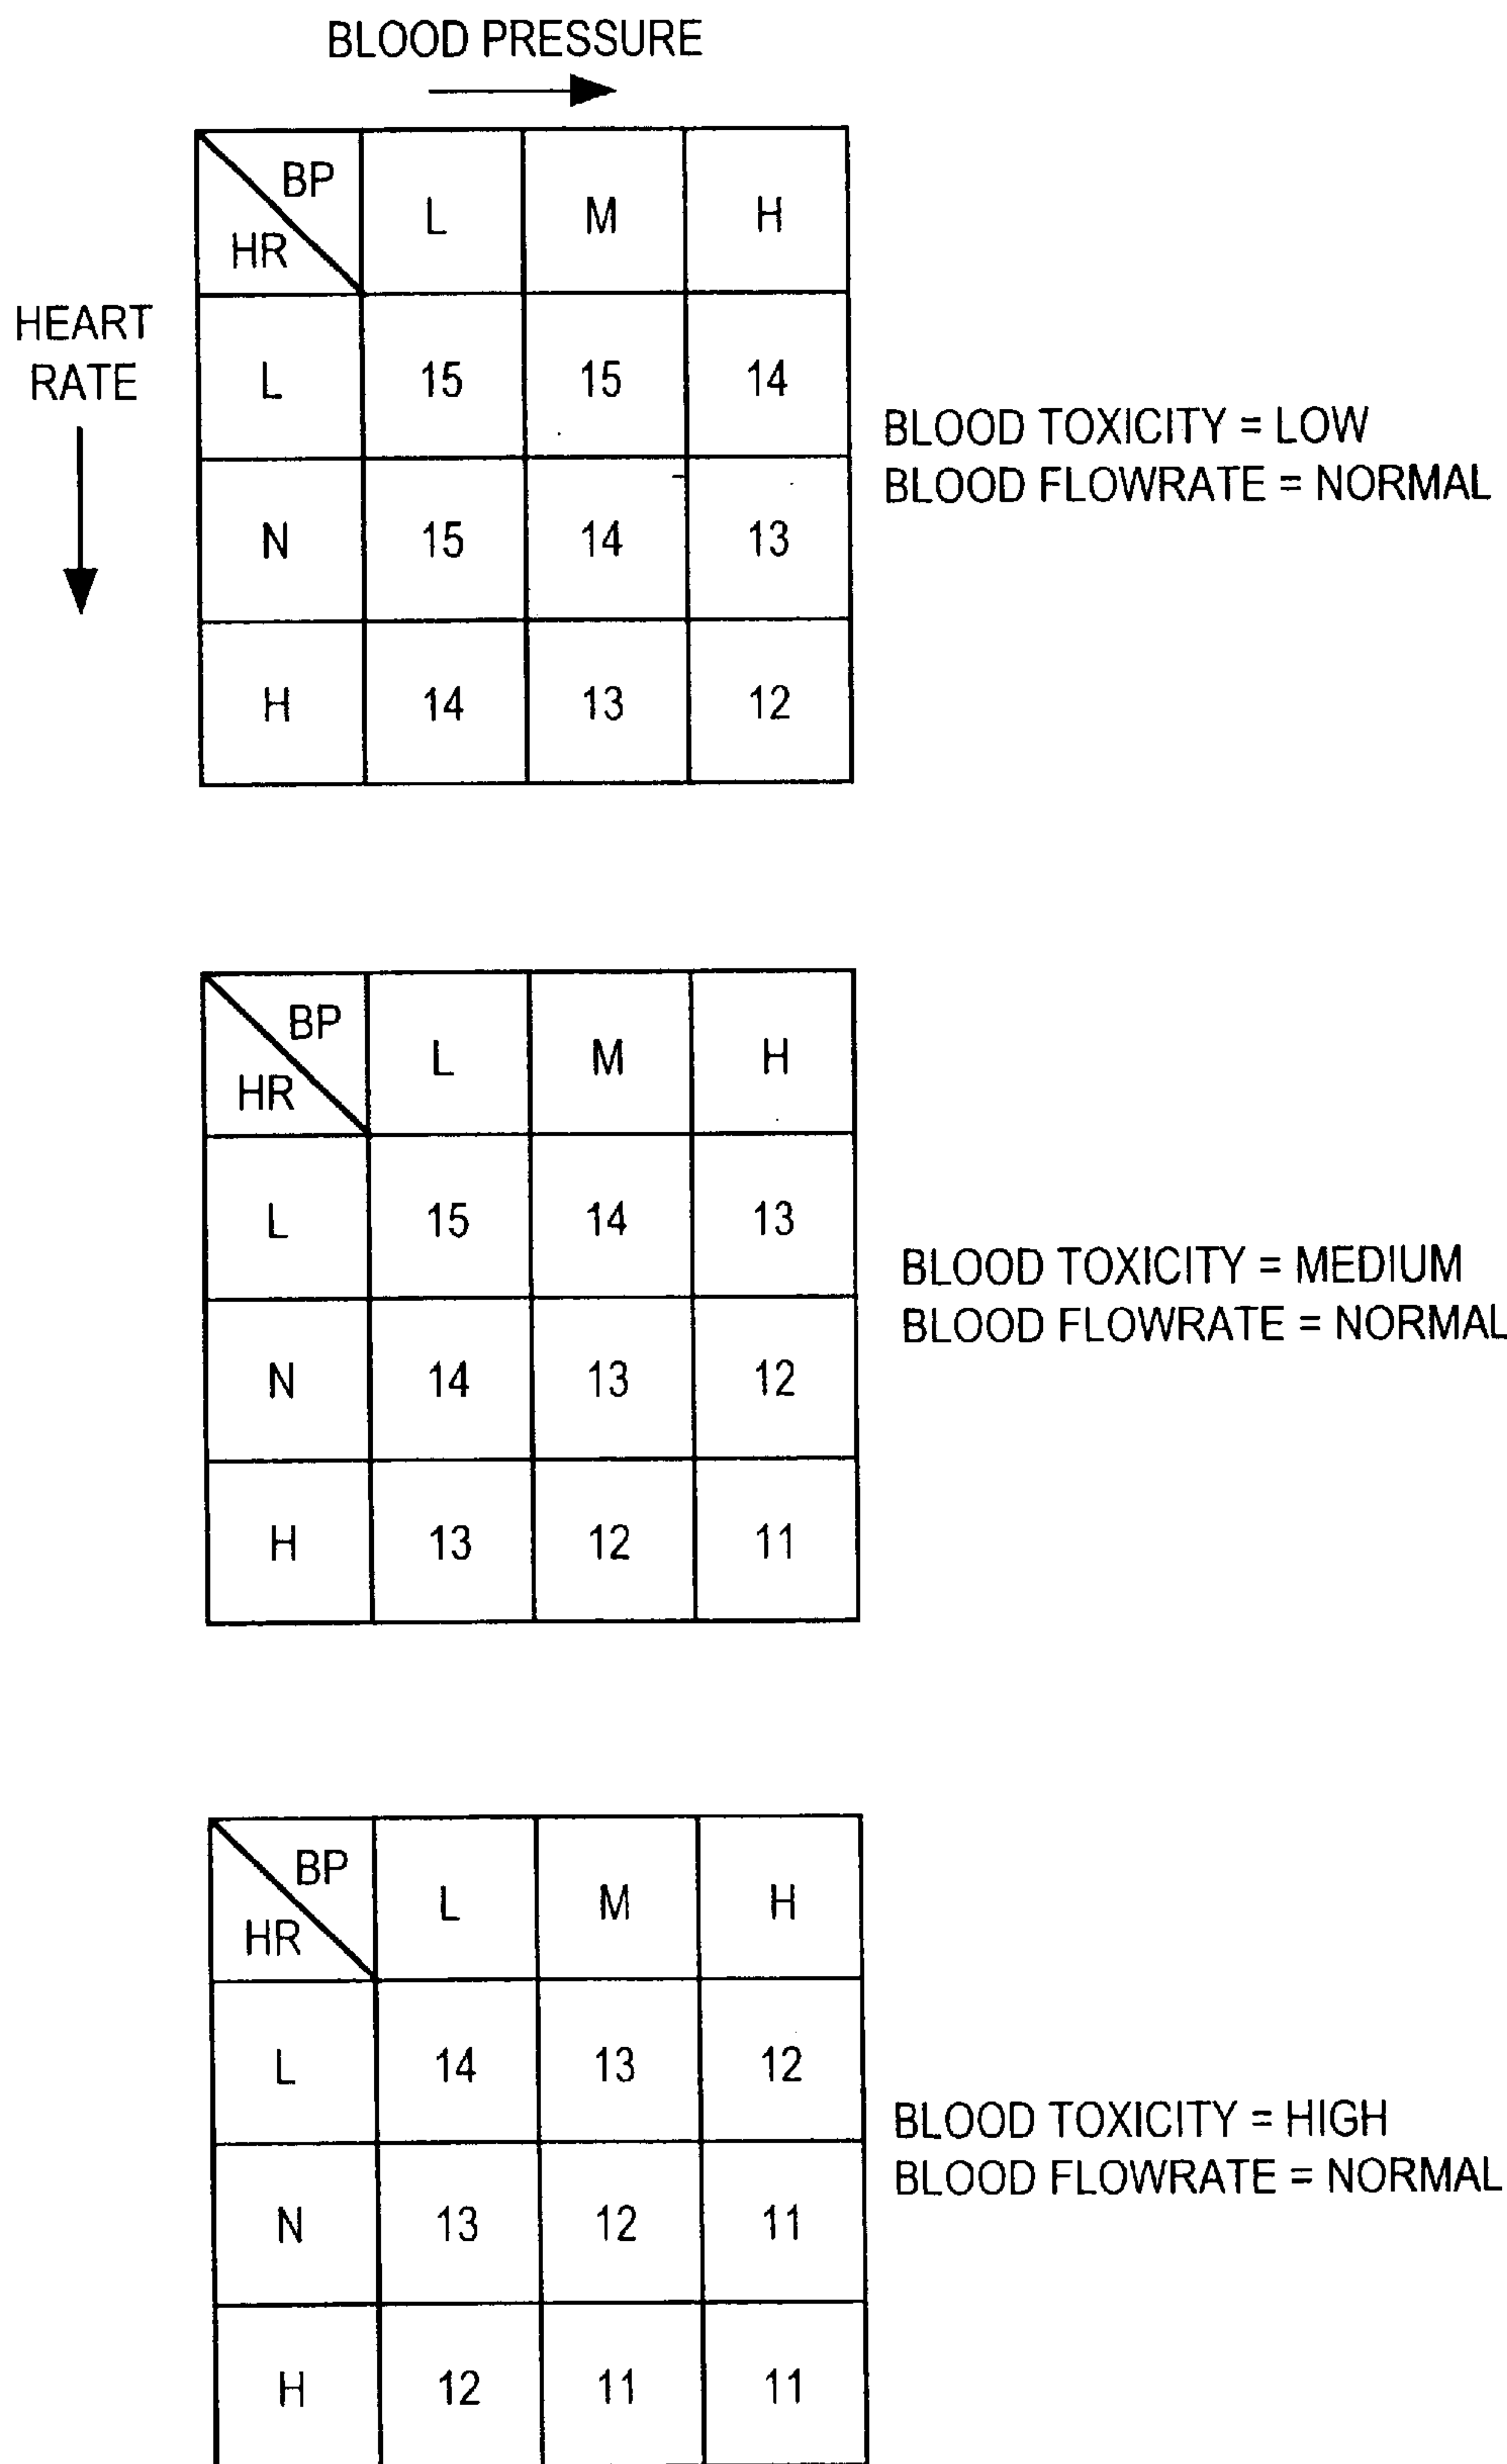 BLOOD PRESSURE
HEART
RATE
BP
HR
L M H
L 15 15 14
N 15 14 13
H 14 13 12
BLOOD TOXICITY = LOW
BLOOD FLOWRATE = NORMAL
BP
HR
L M H
L 15 14 13
N 14 13 12
H 13 12 11
BLOOD TOXICITY = MEDIUM
BLOOD FLOWRATE = NORMAL
BP
HR
L M H
L 14 13 12
N 13 12 11
H 12 11 11
BLOOD TOXICITY = HIGH
BLOOD FLOWRATE = NORMAL